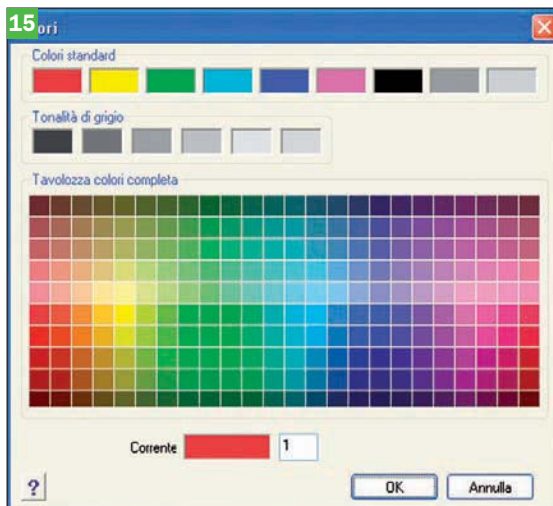 15
ori
Colori standard
Tonalità di grigio
Tavolozza colori completa
Corrente
1
?
OK
Annulla